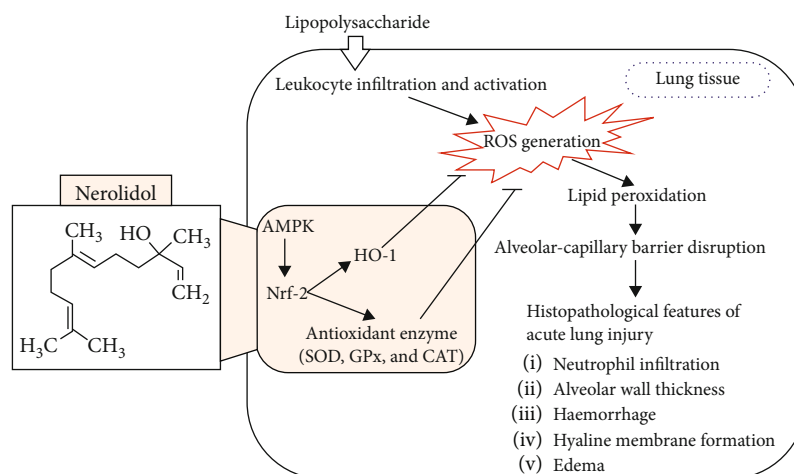 Lipopolysaccharide
Leukocyte infiltration and activation
Lung tissue
ROS generation
Lipid peroxidation
Alveolar-capillary barrier disruption
Histopathological features of
acute lung injury
(i) Neutrophil infiltration
(ii) Alveolar wall thickness
(iii) Haemorrhage
(iv) Hyaline membrane formation
(v) Edema
Nerolidol
CH3
HO
CH3
CH2
H3C
CH3
AMPK
Nrf-2
HO-1
Antioxidant enzyme
(SOD, GPx, and CAT)